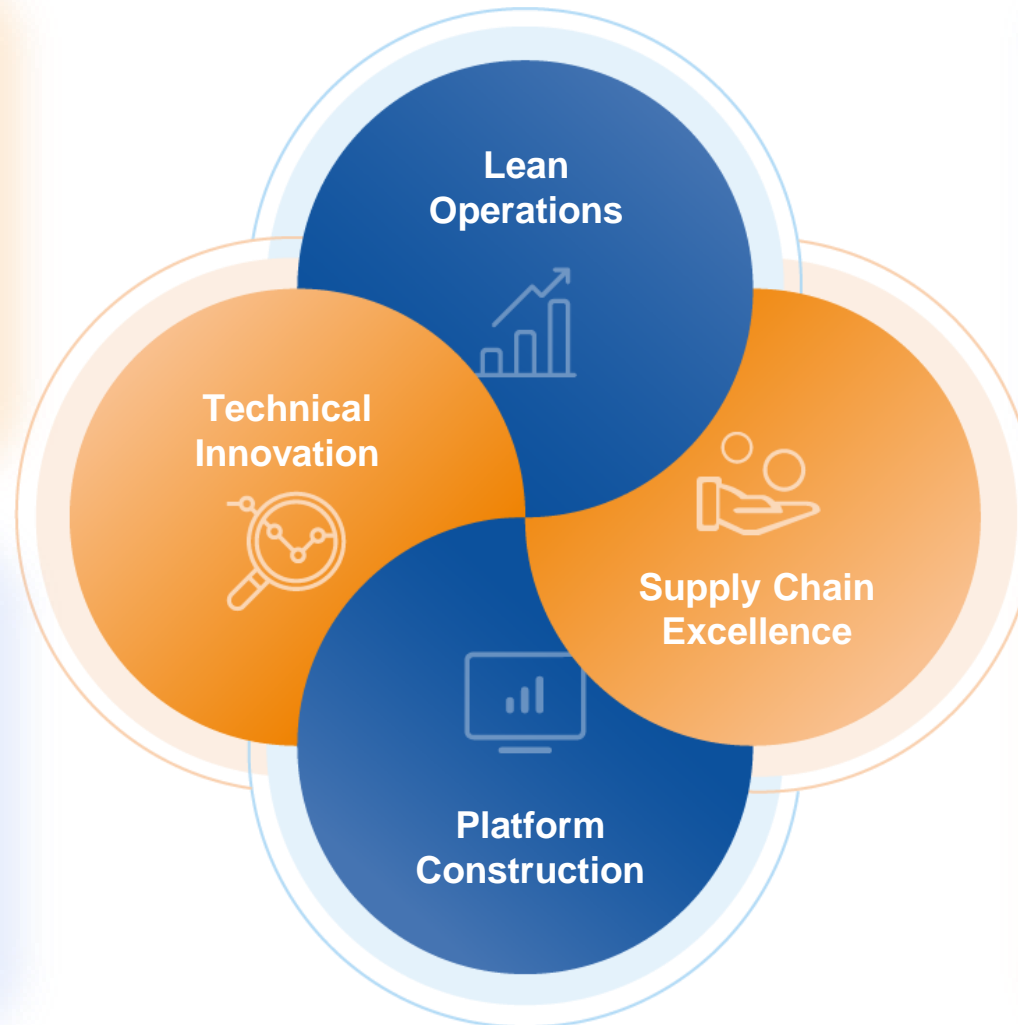 Lean
Operations
Technical
Innovation
Supply Chain
Excellence
Platform
Construction